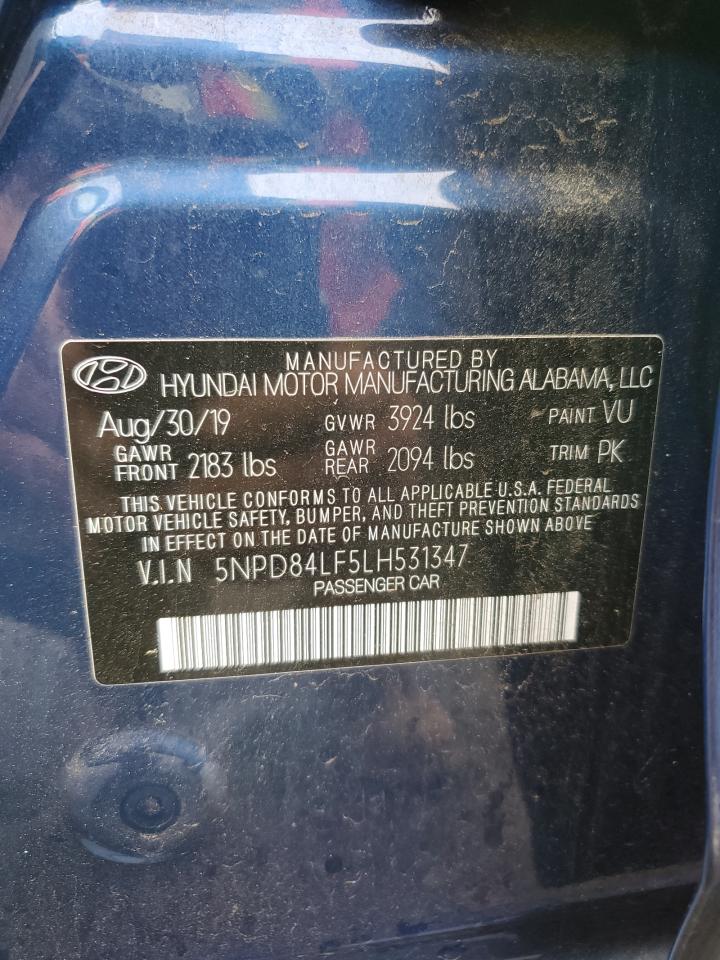 MANUFACTURED BY
HYUNDAI MOTOR MANUFACTURING ALABAMA, LLC
Aug/30/19 GVWR 3924 lbs PAINT VU
GAWR FRONT 2183 lbs GAWR REAR 2094 lbs TRIM PK
THIS VEHICLE CONFORMS TO ALL APPLICABLE U.S.A. FEDERAL
MOTOR VEHICLE SAFETY, BUMPER, AND THEFT PREVENTION STANDARDS
IN EFFECT ON THE DATE OF MANUFACTURE SHOWN ABOVE
V.I.N 5NPD84LF5LH531347
PASSENGER CAR